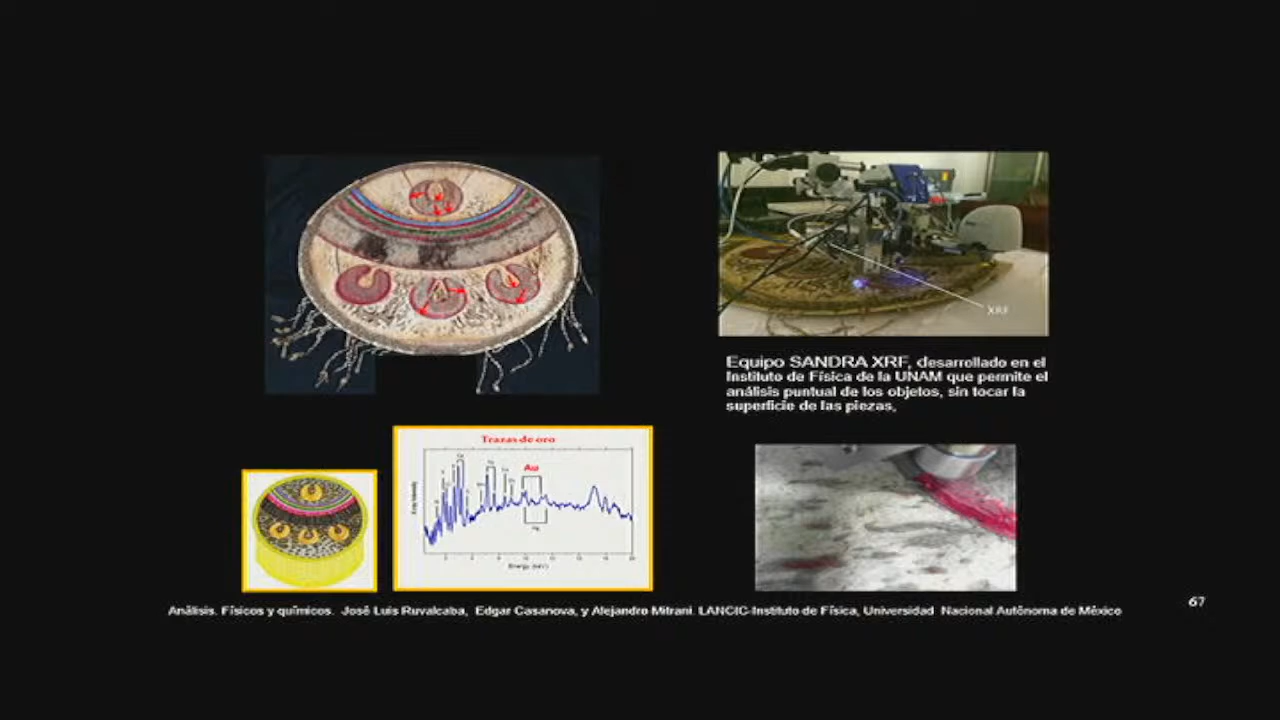 XRF
Equipo SANDRA XRF, desarrollado en el
Instituto de Física de la UNAM que permite el
análisis puntual de los objetos, sin tocar la
superficie de las piezas,
Trazas de oro
Au
Energy (keV)
Análisis. Físicos y químicos. José Luis Ruvalcaba, Edgar Casanova, y Alejandro Mitrani. LANCIC-Instituto de Física, Universidad Nacional Autónoma de México
67